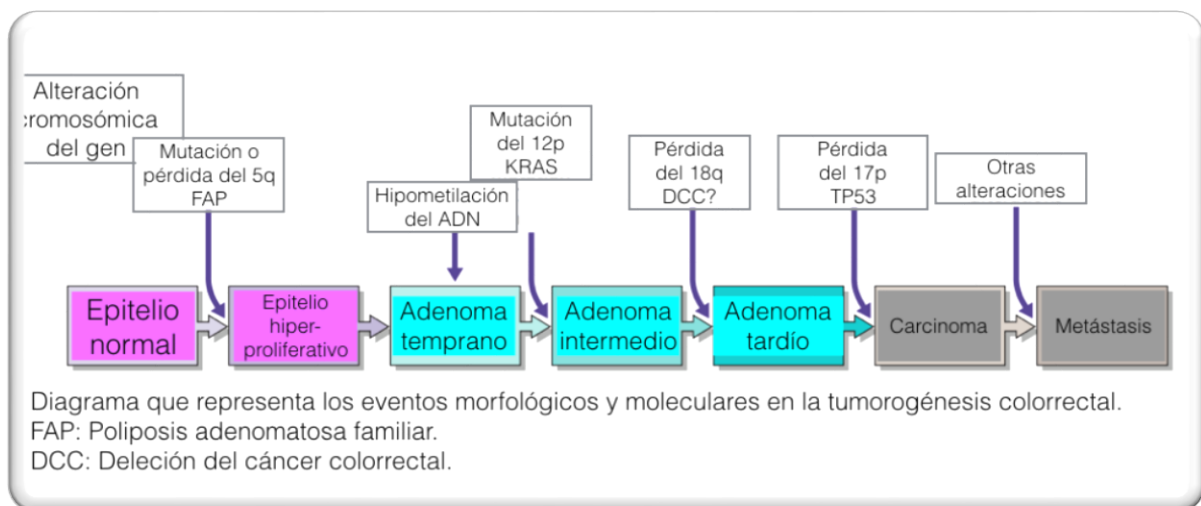 Alteración
cromosómica
del gen
Mutación o
pérdida del 5q
FAP
Hipometilación
del ADN
Mutación
del 12p
KRAS
Pérdida
del 18q
DCC?
Pérdida
del 17p
TP53
Otras
alteraciones
Epitelio
normal
Epitelio
hiper-
proliferativo
Adenoma
temprano
Adenoma
intermedio
Adenoma
tardío
Carcinoma
Metástasis
Diagrama que representa los eventos morfológicos y moleculares en la tumorogénesis colorrectal.
FAP: Poliposis adenomatosa familiar.
DCC: Deleción del cáncer colorrectal.